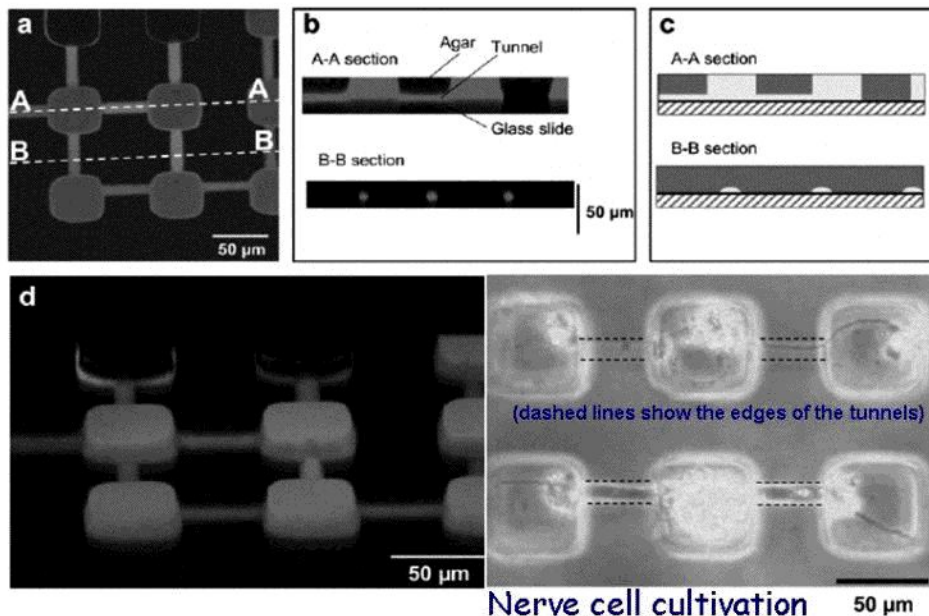 a
A
A
B
B
50 µm
b
A-A section
Agar
Tunnel
Glass slide
B-B section
50 µm
c
A-A section
B-B section
d
50 µm
(dashed lines show the edges of the tunnels)
Nerve cell cultivation
50 µm